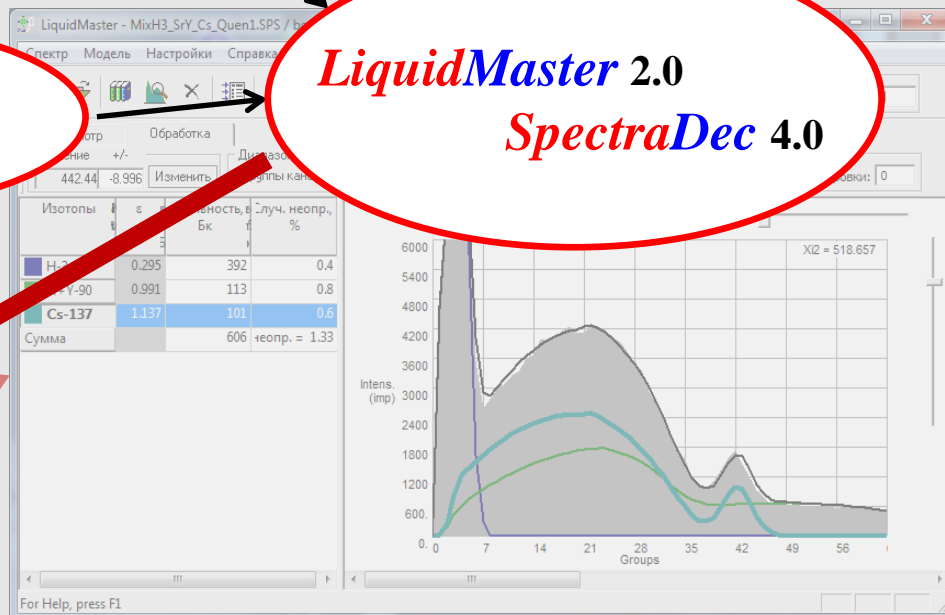 LiquidMaster - MixH3_SrY_Cs_Quen1.SPS /
LiquidMaster 2.0
SpectraDec 4.0
Спектр Модель Настройки Справка
Обработка
+/-
442.44 -8.996 Изменить
0
Изотопы ε
Бк %
Xi2 = 518.657
0.295 392 0.4
Y-90 0.991 113 0.8
Cs-137 1.137 101 0.6
Сумма 606 = 1.33
6000
5400
4800
4200
3600
Intens.
(imp) 3000
2400
1800
1200
600.
0. 0 7 14 21 28 35 42 49 56
Groups
For Help, press F1